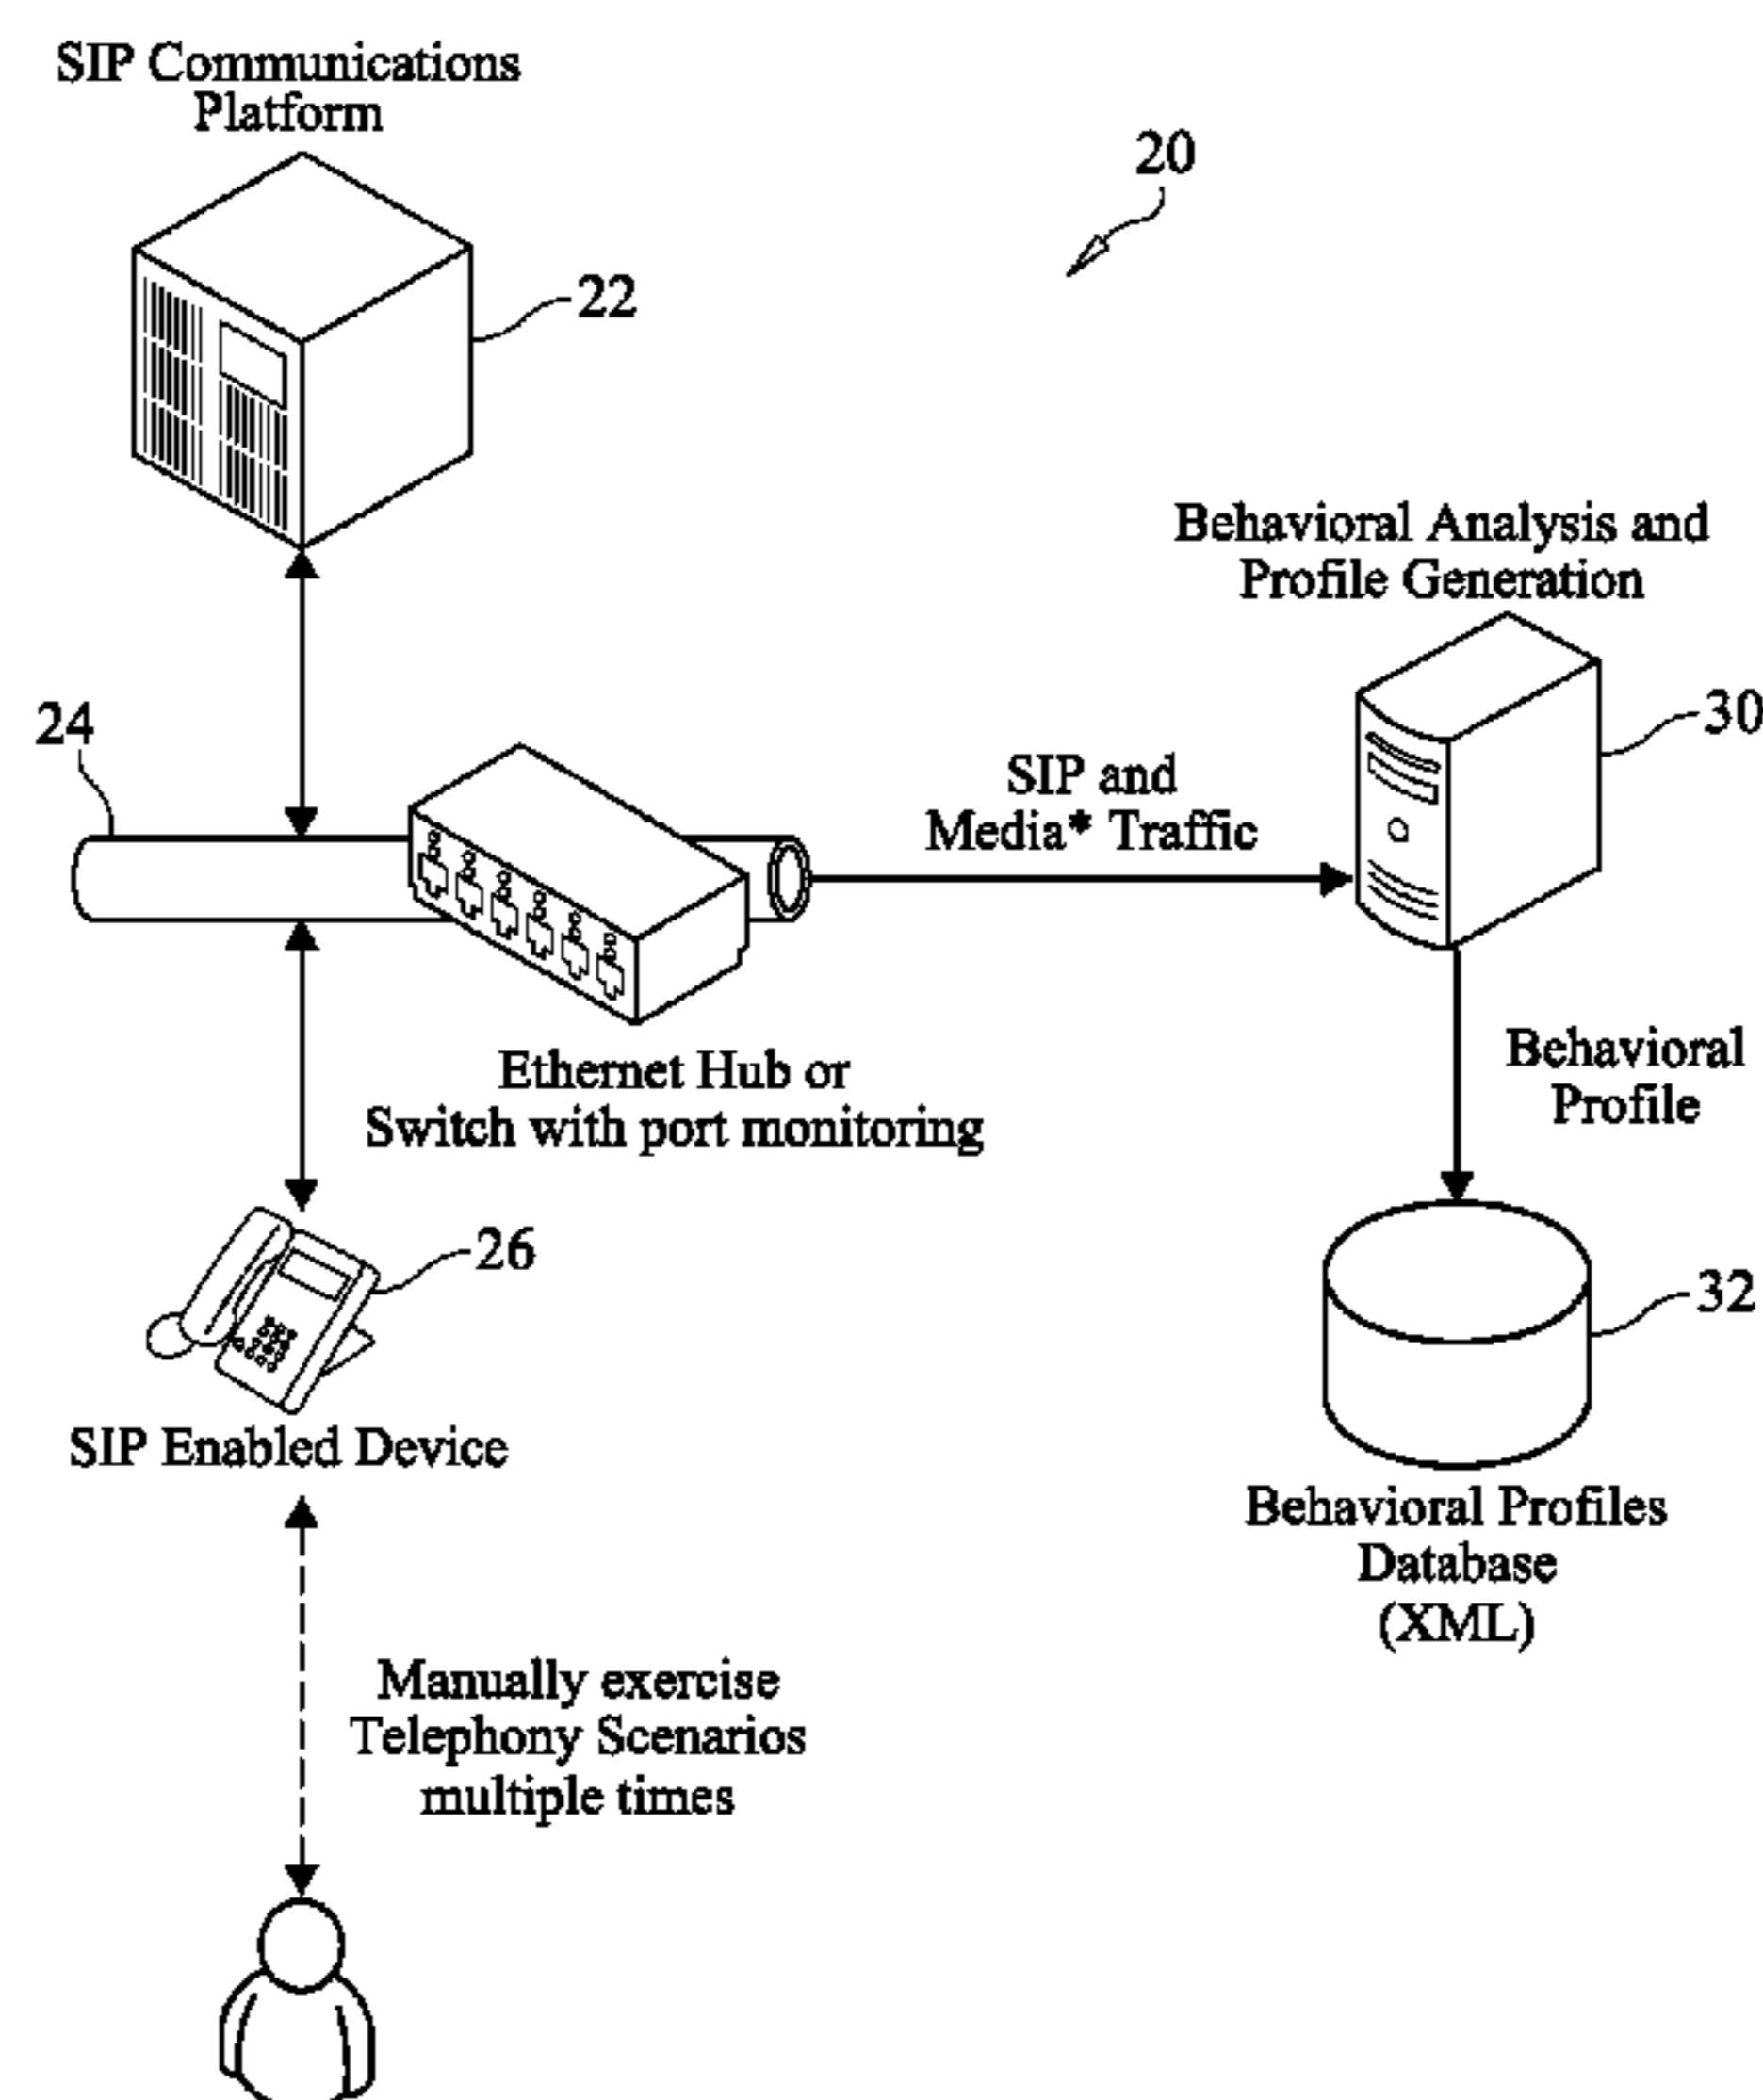 SIP Communications
Platform
20
22
Behavioral Analysis and
Profile Generation
30
24
SIP and
Media* Traffic
Ethernet Hub or
Switch with port monitoring
Behavioral
Profile
26
32
SIP Enabled Device
Behavioral Profiles
Database
(XML)
Manually exercise
Telephony Scenarios
multiple times